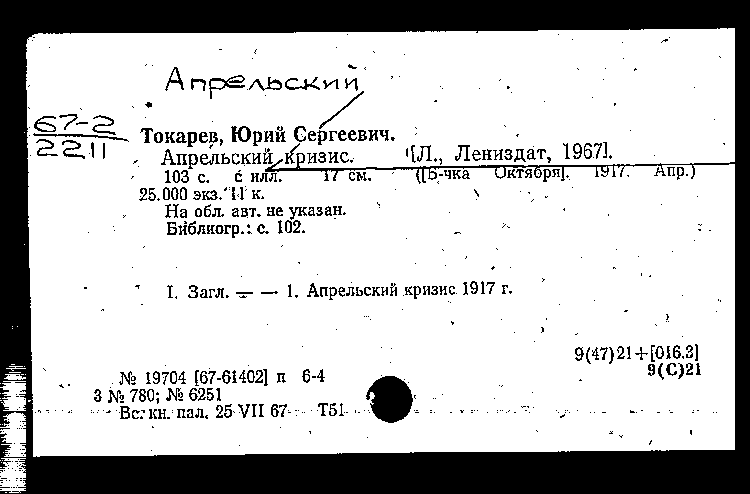 Апрельский
67-2
2211
Токарев, Юрий Сергеевич.
Апрельский кризис. [Л., Лениздат, 1967].
103 с. с илл. 17 см. ([Б-чка Октября]. 1917. Апр.)
25.000 экз. 11 к.
На обл. авт. не указан.
Библиогр.: с. 102.
I. Загл. — — 1. Апрельский кризис 1917 г.
9(47)21+[016.3]
9(С)21
№ 19704 [67-61402] п 6-4
З № 780; № 6251
Вс. кн. пал. 25 VII 67 Т51